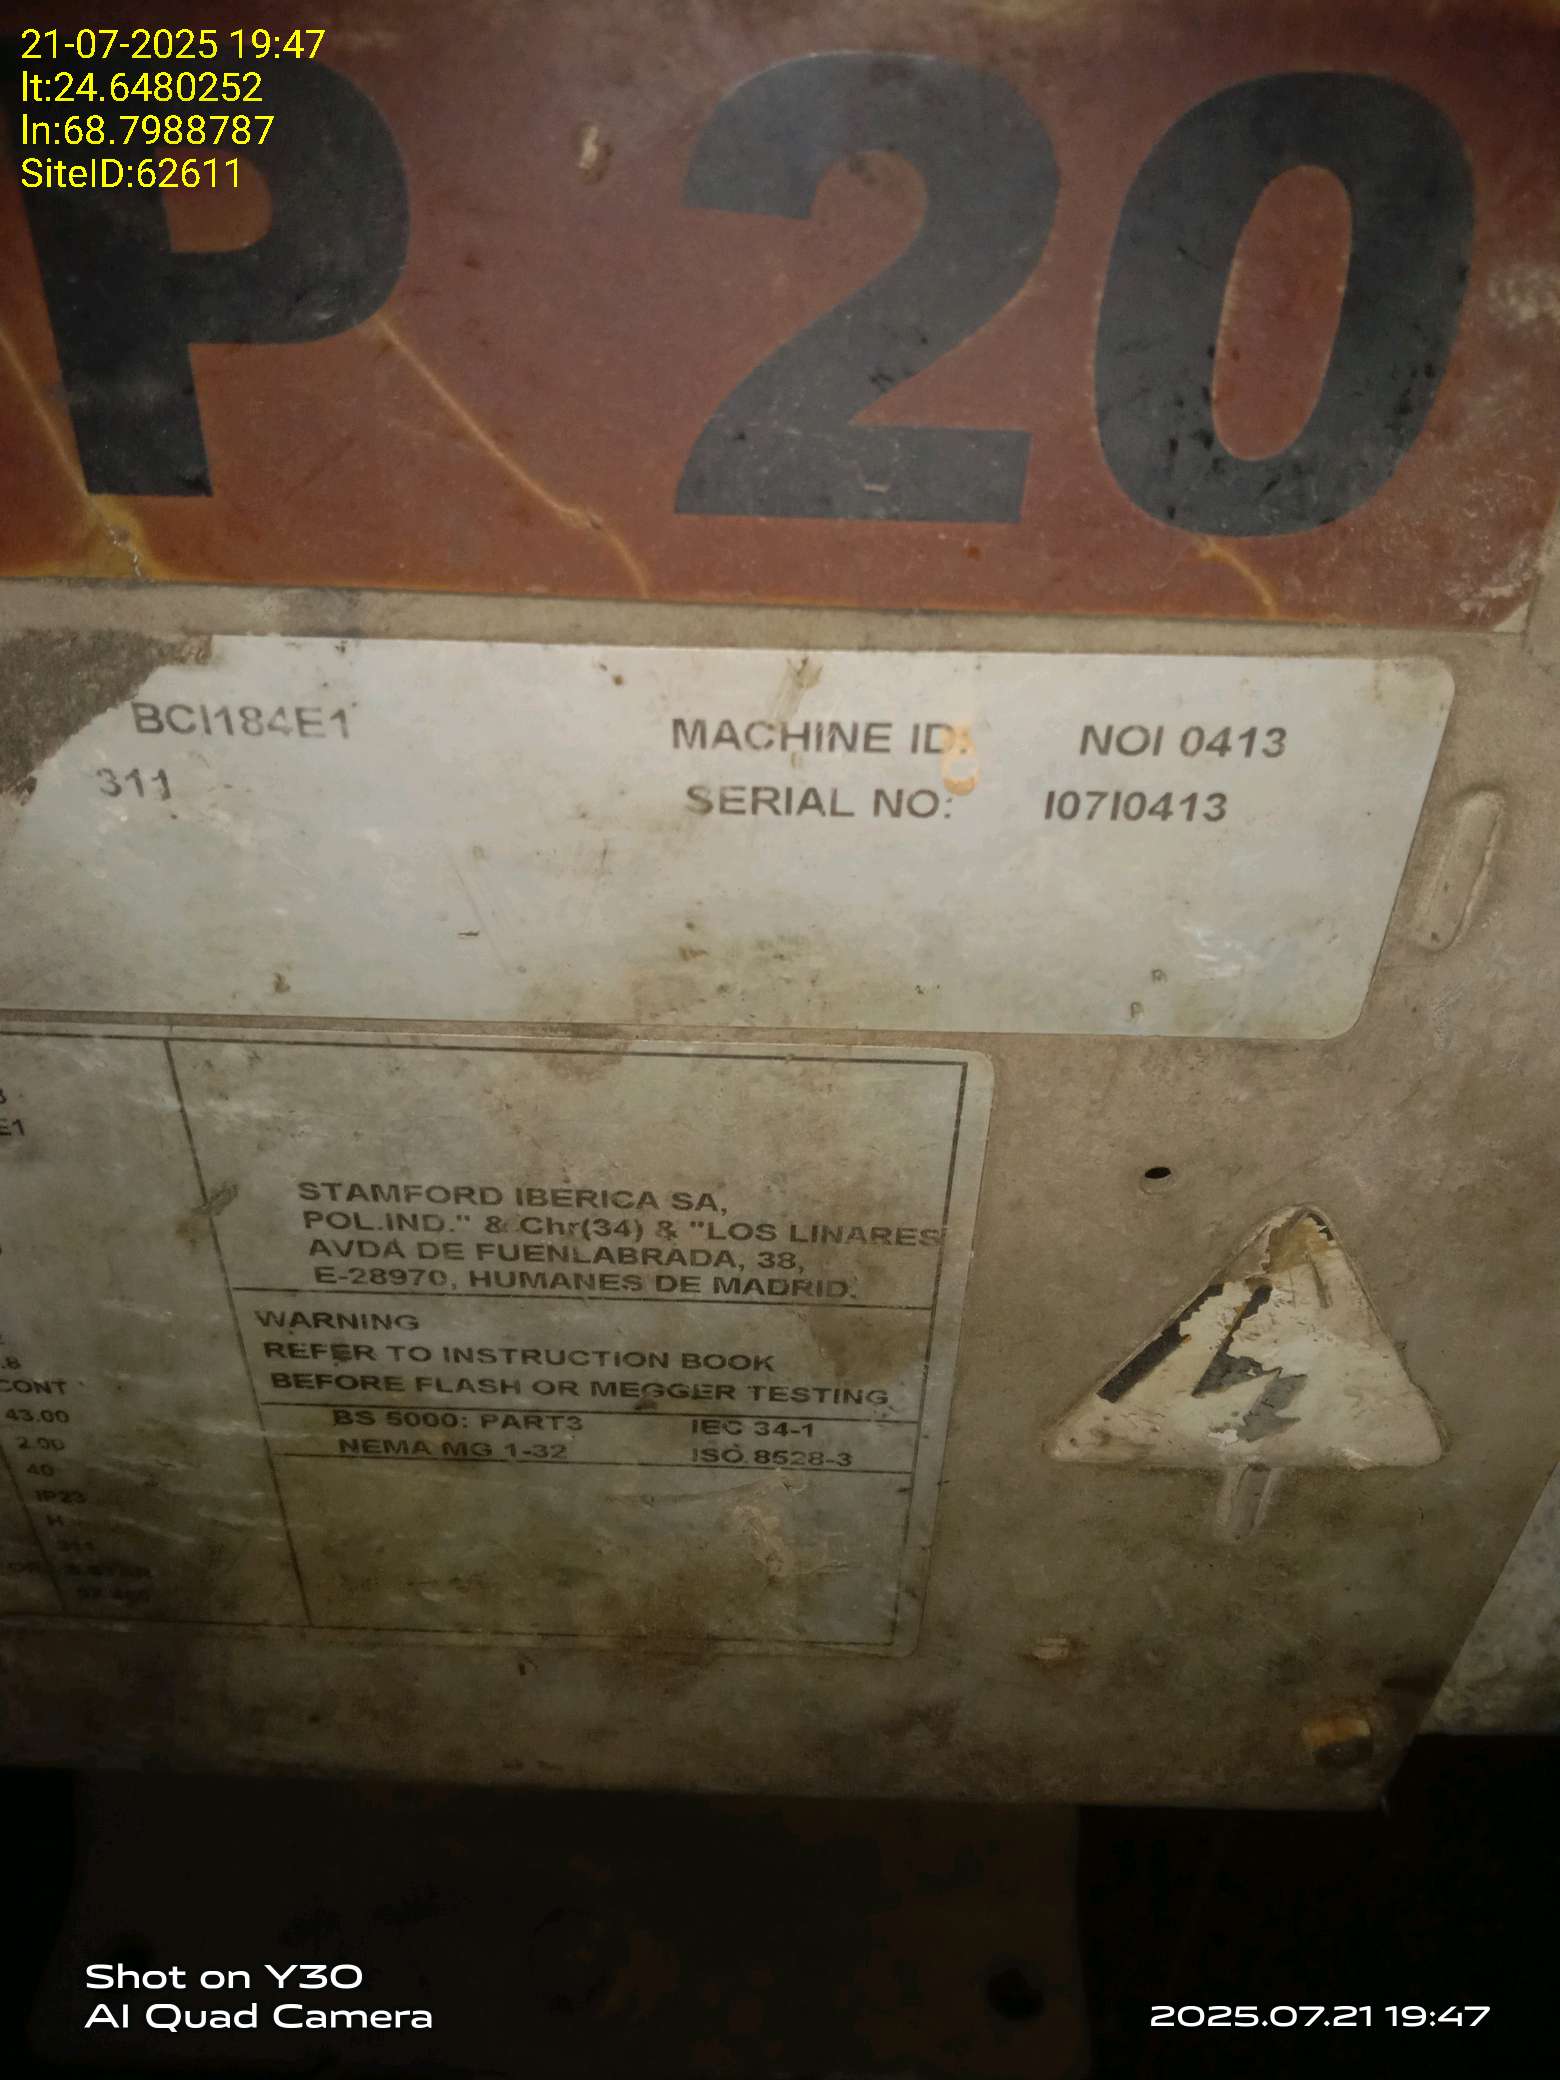 21-07-2025 19:47
lt:24.6480252
ln:68.7988787
SiteID:62611
P 20
BCI184E1 MACHINE ID: NOI 0413
311 SERIAL NO: I07I0413
E1
STAMFORD IBERICA SA,
POL.IND." & Chr(34) & "LOS LINARES
AVDA DE FUENLABRADA, 38,
E-28970, HUMANES DE MADRID.
WARNING
REFER TO INSTRUCTION BOOK
BEFORE FLASH OR MEGGER TESTING
BS 5000: PART3 IEC 34-1
NEMA MG 1-32 ISO 8528-3
.8
CONT
43.00
2.00
40
IP23
H
311
Shot on Y30
AI Quad Camera
2025.07.21 19:47